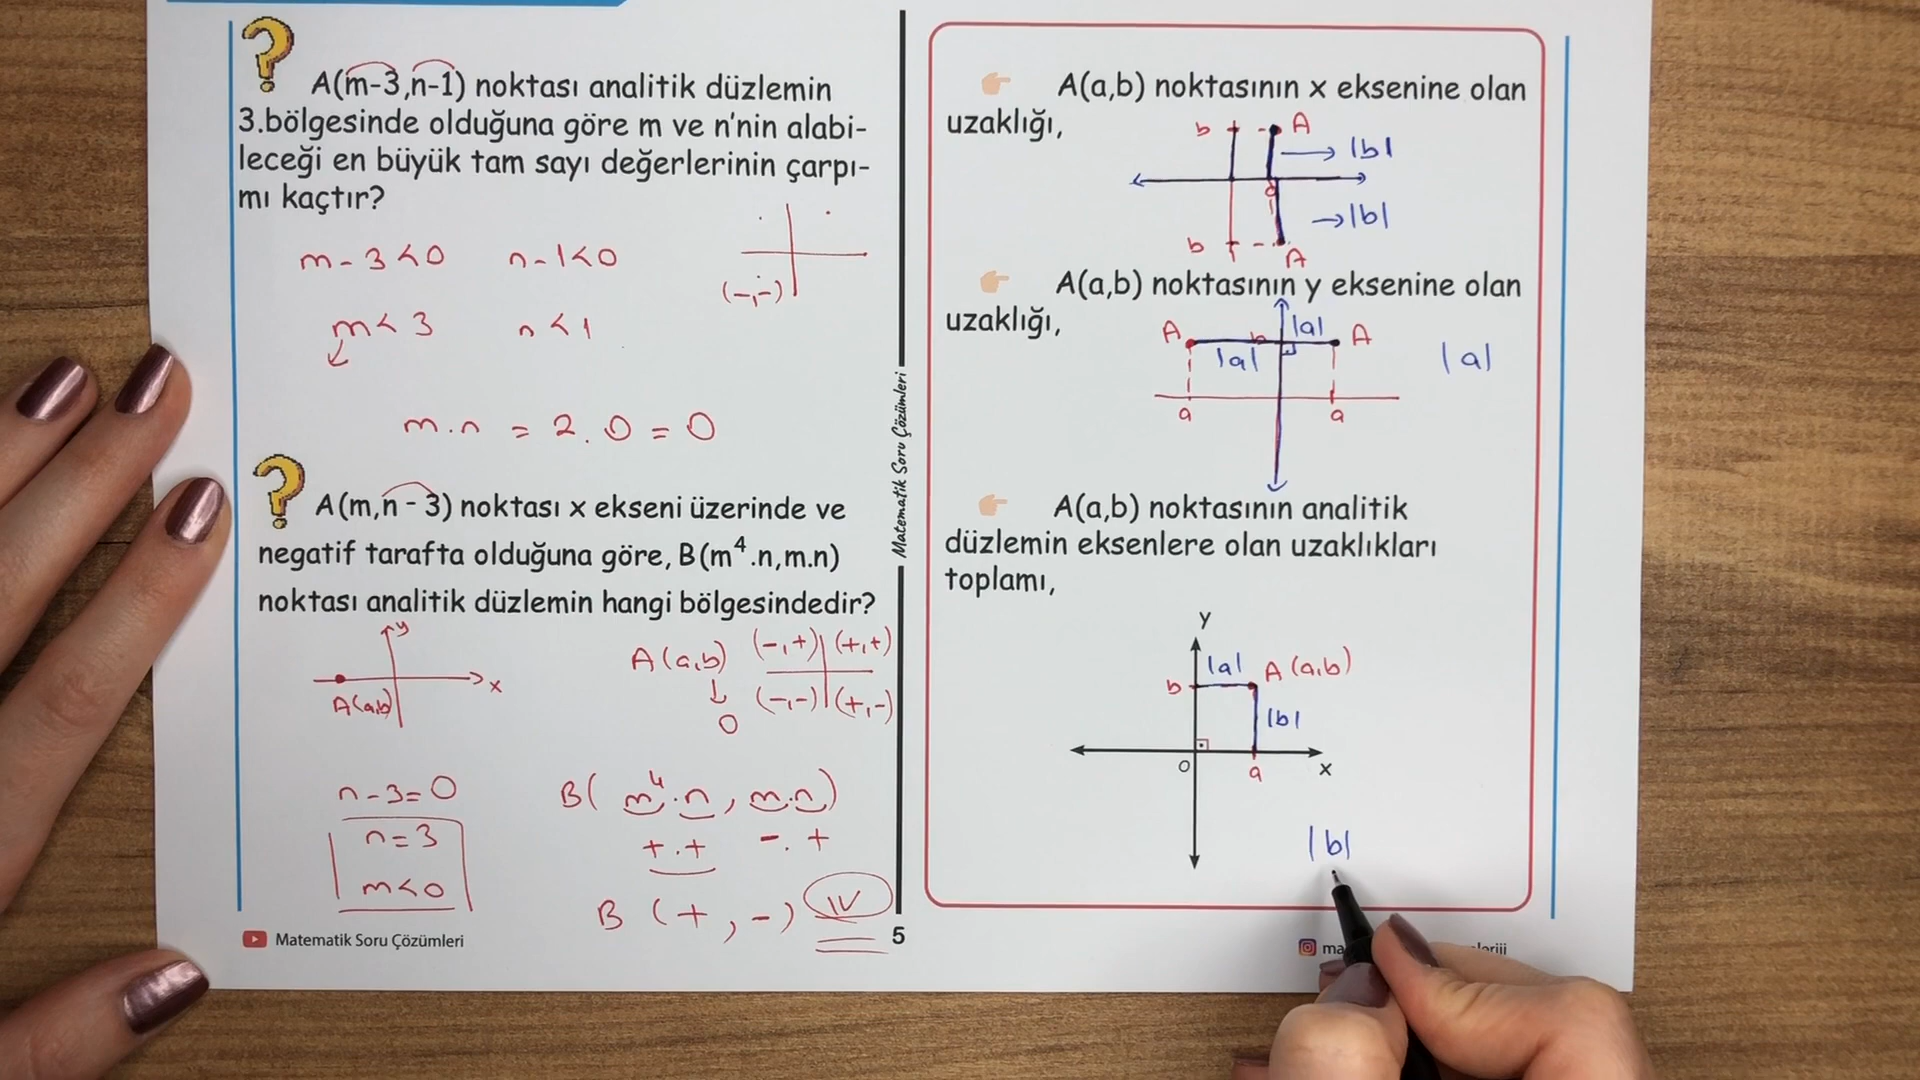 A(m-3,n-1) noktası analitik düzlemin
3.bölgesinde olduğuna göre m ve n'nin alabi-
leceği en büyük tam sayı değerlerinin çarpı-
mı kaçtır?
m - 3 < 0 n - 1 < 0
(-,-)
m < 3 n < 1
m.n = 2.0 = 0
A(m,n - 3) noktası x ekseni üzerinde ve
negatif tarafta olduğuna göre, B(m⁴.n,m.n)
noktası analitik düzlemin hangi bölgesindedir?
y
x
A(a,b)
A(a,b)
0
(-,+) (+,+)
(-,-) (+,-)
n - 3 = 0
n = 3
m < 0
B( m⁴.n , m.n)
+ . + - . +
B (+ , -) IV
Matematik Soru Çözümleri
5
Matematik Soru Çözümleri
A(a,b) noktasının x eksenine olan
uzaklığı,
b A
|b|
a
|b|
b A
A(a,b) noktasının y eksenine olan
uzaklığı,
A b |a| A
|a| |a|
a a
A(a,b) noktasının analitik
düzlemin eksenlere olan uzaklıkları
toplamı,
y
|a| A (a,b)
b
|b|
O a x
|b|